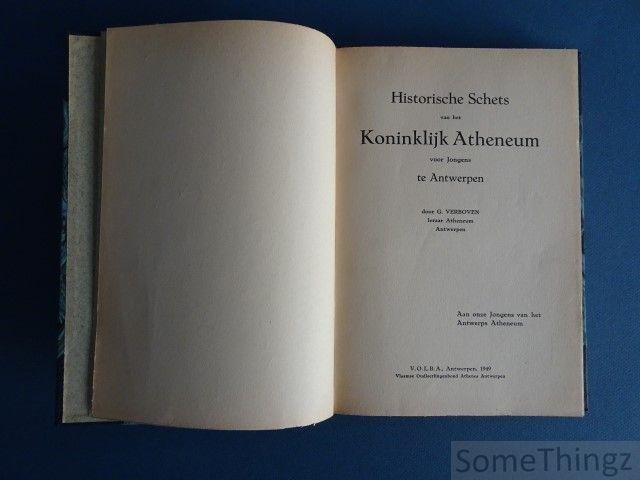 Historische Schets
van het
Koninklijk Atheneum
voor Jongens
te Antwerpen
door G. VERBOVEN
leraar Atheneum
Antwerpen
Aan onze Jongens van het
Antwerps Atheneum
V.O.L.B.A., Antwerpen, 1949
Vlaamse Oudleerlingenbond Athenea Antwerpen
SomeThingz